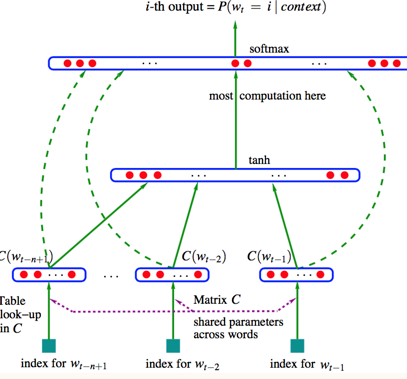 i-th output = P(w_t = i | context)
softmax
... ...
most computation here
tanh
... ...
C(w_{t-n+1}) C(w_{t-2}) C(w_{t-1})
... ... ... ...
Table
look-up
in C
Matrix C
shared parameters
across words
index for w_{t-n+1} index for w_{t-2} index for w_{t-1}